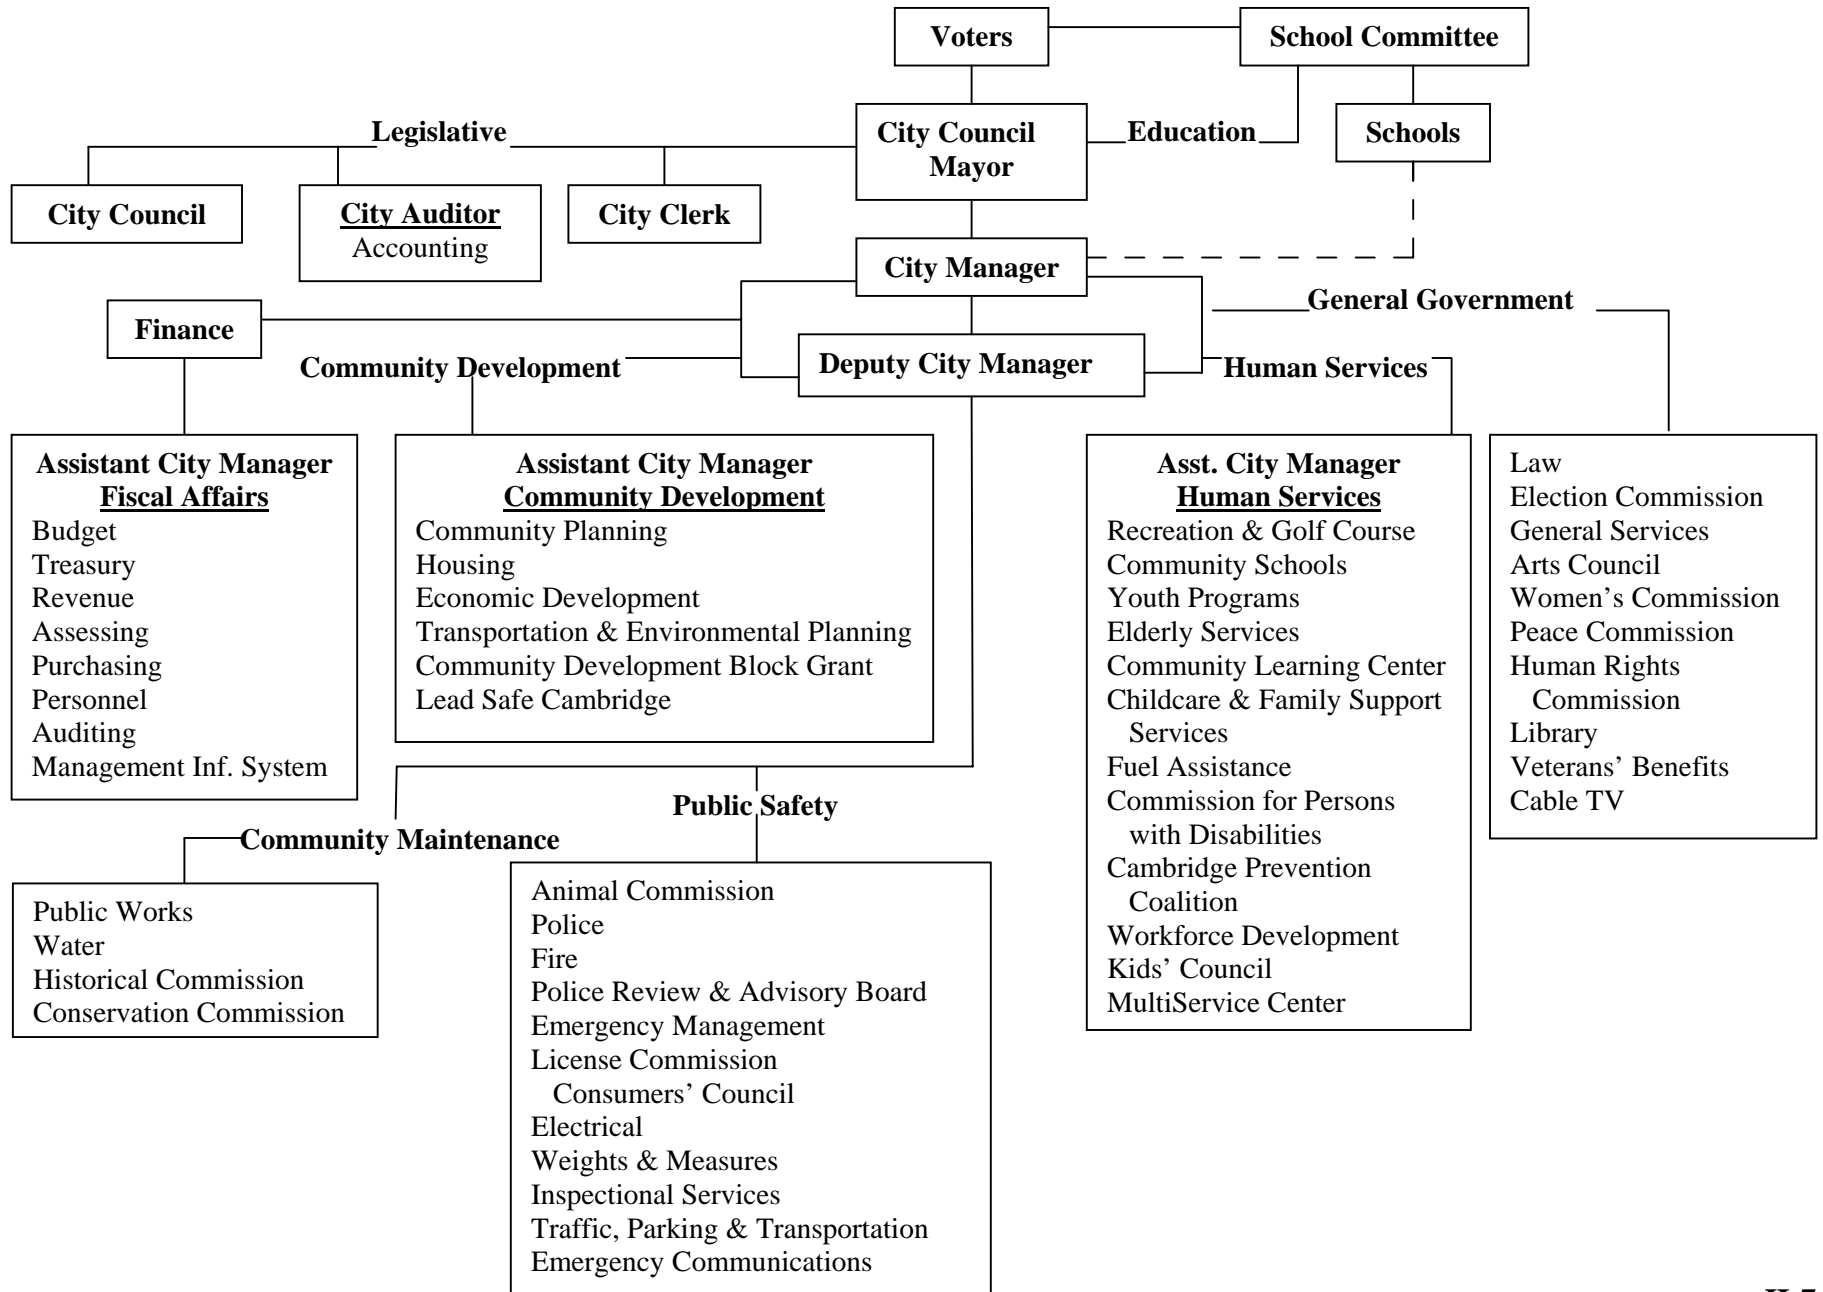 Voters
School Committee
Legislative
City Council
Mayor
Education
Schools
City Council
City Auditor
Accounting
City Clerk
City Manager
General Government
Finance
Community Development
Deputy City Manager
Human Services
Assistant City Manager
Fiscal Affairs
Budget
Treasury
Revenue
Assessing
Purchasing
Personnel
Auditing
Management Inf. System
Assistant City Manager
Community Development
Community Planning
Housing
Economic Development
Transportation & Environmental Planning
Community Development Block Grant
Lead Safe Cambridge
Asst. City Manager
Human Services
Recreation & Golf Course
Community Schools
Youth Programs
Elderly Services
Community Learning Center
Childcare & Family Support
Services
Fuel Assistance
Commission for Persons
with Disabilities
Cambridge Prevention
Coalition
Workforce Development
Kids’ Council
MultiService Center
Law
Election Commission
General Services
Arts Council
Women’s Commission
Peace Commission
Human Rights
Commission
Library
Veterans’ Benefits
Cable TV
Public Safety
Community Maintenance
Public Works
Water
Historical Commission
Conservation Commission
Animal Commission
Police
Fire
Police Review & Advisory Board
Emergency Management
License Commission
Consumers’ Council
Electrical
Weights & Measures
Inspectional Services
Traffic, Parking & Transportation
Emergency Communications